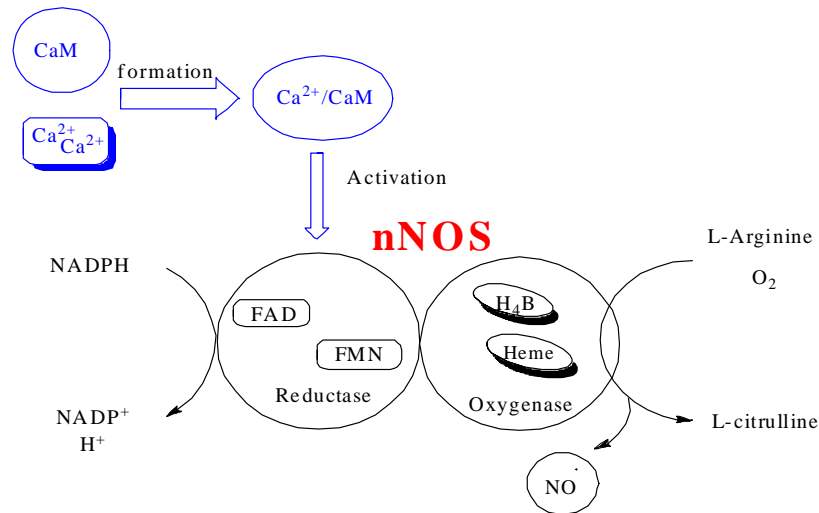 CaM
formation
Ca²⁺/CaM
Ca²⁺
Ca²⁺
Activation
nNOS
L-Arginine
O₂
NADPH
H₄B
FAD
Heme
FMN
Reductase
Oxygenase
NADP⁺
H⁺
L-citrulline
NO˙